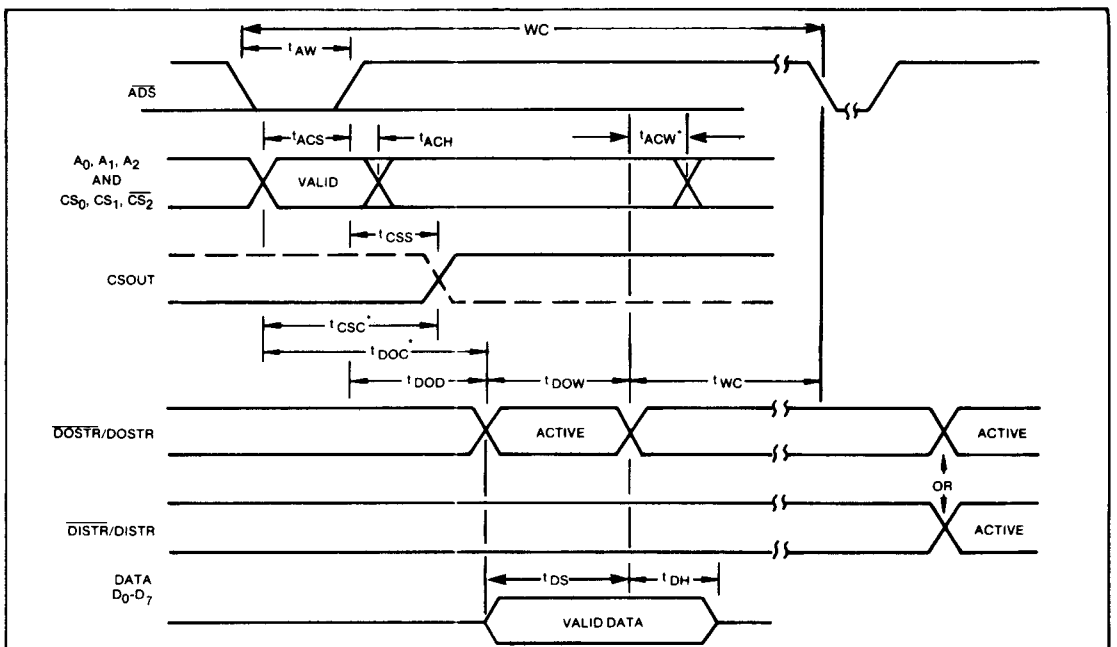 WC
tAW
ADS
tACS
tACH
tACW*
A0, A1, A2
AND
CS0, CS1, CS2
VALID
tCSS
CSOUT
tCSC*
tDOC*
tDOD
tDOW
tWC
DOSTR/DOSTR
ACTIVE
ACTIVE
OR
DISTR/DISTR
ACTIVE
tDS
tDH
DATA
D0-D7
VALID DATA